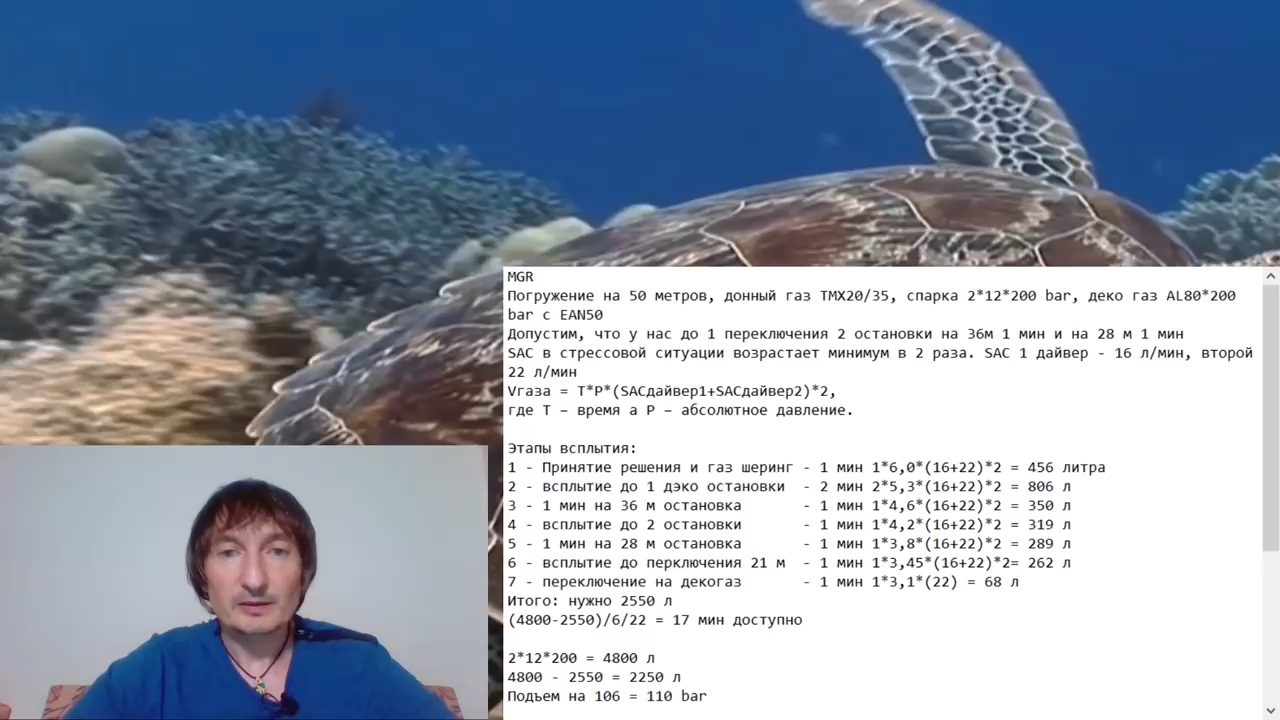 MGR
Погружение на 50 метров, донный газ TMX20/35, спарка 2*12*200 bar, деко газ AL80*200
bar с EAN50
Допустим, что у нас до 1 переключения 2 остановки на 36м 1 мин и на 28 м 1 мин
SAC в стрессовой ситуации возрастает минимум в 2 раза. SAC 1 дайвер - 16 л/мин, второй
22 л/мин
Vгаза = T*P*(SACдайвер1+SACдайвер2)*2,
где Т – время а Р – абсолютное давление.
Этапы всплытия:
1 - Принятие решения и газ шеринг - 1 мин 1*6,0*(16+22)*2 = 456 литра
2 - всплытие до 1 дэко остановки - 2 мин 2*5,3*(16+22)*2 = 806 л
3 - 1 мин на 36 м остановка - 1 мин 1*4,6*(16+22)*2 = 350 л
4 - всплытие до 2 остановки - 1 мин 1*4,2*(16+22)*2 = 319 л
5 - 1 мин на 28 м остановка - 1 мин 1*3,8*(16+22)*2 = 289 л
6 - всплытие до перключения 21 м - 1 мин 1*3,45*(16+22)*2= 262 л
7 - переключение на декогаз - 1 мин 1*3,1*(22) = 68 л
Итого: нужно 2550 л
(4800-2550)/6/22 = 17 мин доступно
2*12*200 = 4800 л
4800 - 2550 = 2250 л
Подъем на 106 = 110 bar